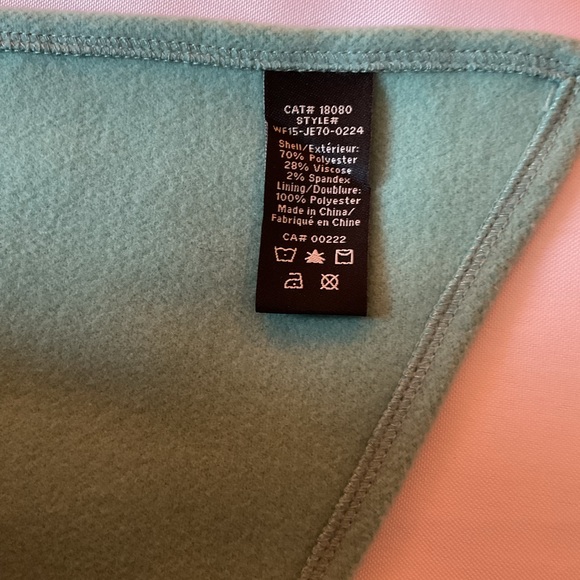 CAT# 18080
STYLE#
WF15-JE70-0224
Shell/Extérieur:
70% Polyester
28% Viscose
2% Spandex
Lining/Doublure:
100% Polyester
Made in China/
Fabriqué en Chine
CA# 00222